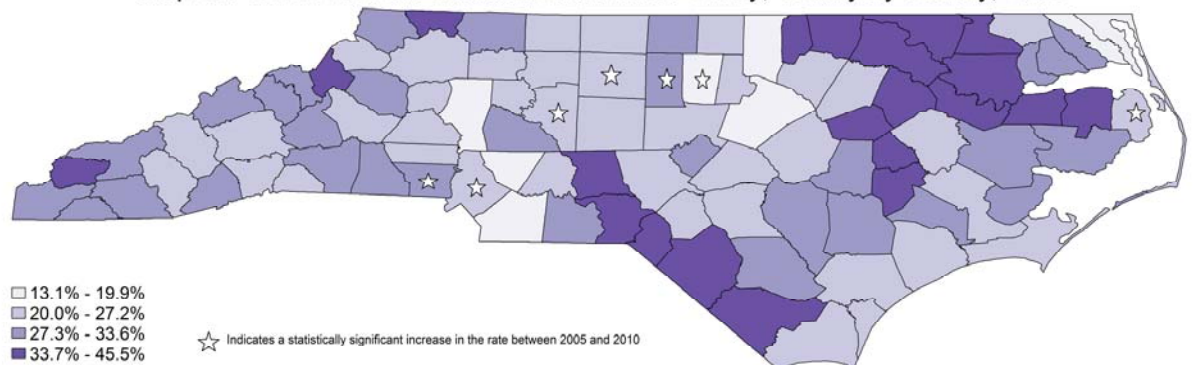 13.1% - 19.9%
20.0% - 27.2%
27.3% - 33.6%
33.7% - 45.5%
Indicates a statistically significant increase in the rate between 2005 and 2010